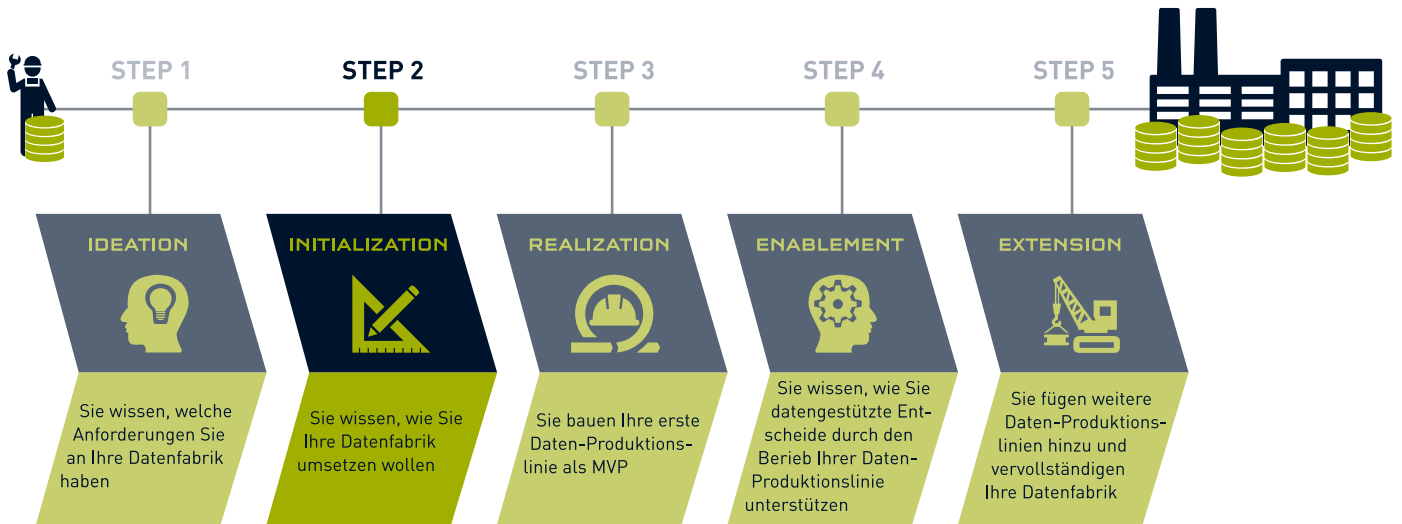 STEP 1
STEP 2
STEP 3
STEP 4
STEP 5
IDEATION
Sie wissen, welche
Anforderungen Sie
an Ihre Datenfabrik
haben
INITIALIZATION
Sie wissen, wie Sie
Ihre Datenfabrik
umsetzen wollen
REALIZATION
Sie bauen Ihre erste
Daten-Produktions-
linie als MVP
ENABLEMENT
Sie wissen, wie Sie
datengestützte Ent-
scheide durch den
Berieb Ihrer Daten-
Produktionslinie
unterstützen
EXTENSION
Sie fügen weitere
Daten-Produktions-
linien hinzu und
vervollständigen
Ihre Datenfabrik